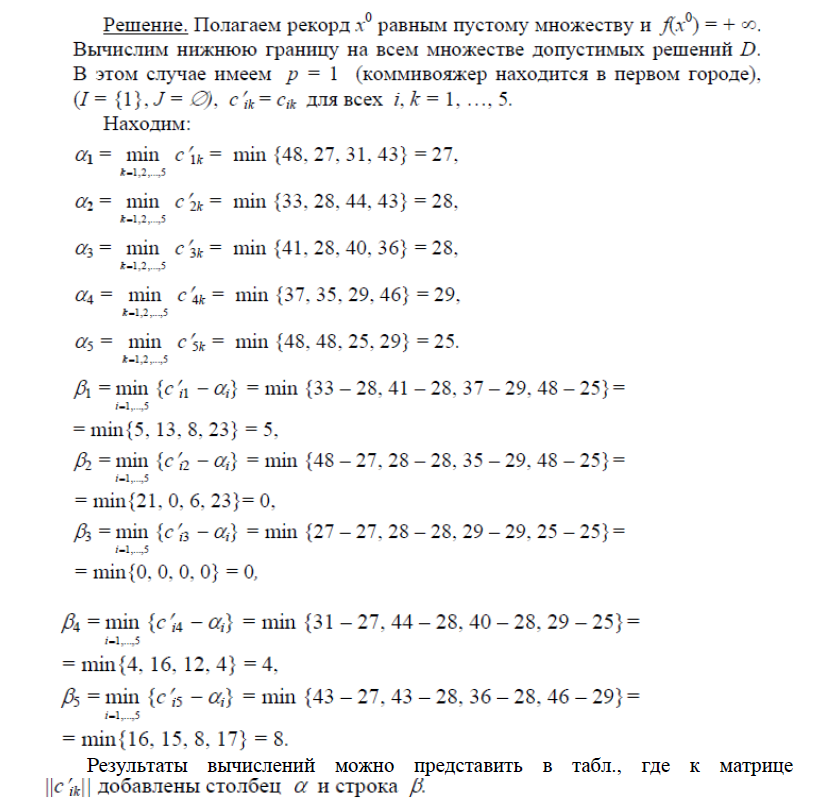 Решение. Полагаем рекорд x⁰ равным пустому множеству и f(x⁰) = + ∞.
Вычислим нижнюю границу на всем множестве допустимых решений D.
В этом случае имеем p = 1 (коммивояжер находится в первом городе),
(I = {1}, J = ∅), c′ik = cik для всех i, k = 1, …, 5.
Находим:
α1 = min c′1k = min {48, 27, 31, 43} = 27,
k=1,2,...,5
α2 = min c′2k = min {33, 28, 44, 43} = 28,
k=1,2,...,5
α3 = min c′3k = min {41, 28, 40, 36} = 28,
k=1,2,...,5
α4 = min c′4k = min {37, 35, 29, 46} = 29,
k=1,2,...,5
α5 = min c′5k = min {48, 48, 25, 29} = 25.
k=1,2,...,5
β1 = min {c′i1 – αi} = min {33 – 28, 41 – 28, 37 – 29, 48 – 25} =
i=1,...,5
= min{5, 13, 8, 23} = 5,
β2 = min {c′i2 – αi} = min {48 – 27, 28 – 28, 35 – 29, 48 – 25} =
i=1,...,5
= min{21, 0, 6, 23}= 0,
β3 = min {c′i3 – αi} = min {27 – 27, 28 – 28, 29 – 29, 25 – 25} =
i=1,...,5
= min{0, 0, 0, 0} = 0,
β4 = min {c′i4 – αi} = min {31 – 27, 44 – 28, 40 – 28, 29 – 25} =
i=1,...,5
= min{4, 16, 12, 4} = 4,
β5 = min {c′i5 – αi} = min {43 – 27, 43 – 28, 36 – 28, 46 – 29} =
i=1,...,5
= min{16, 15, 8, 17} = 8.
Результаты вычислений можно представить в табл., где к матрице
||c′ik|| добавлены столбец α и строка β.